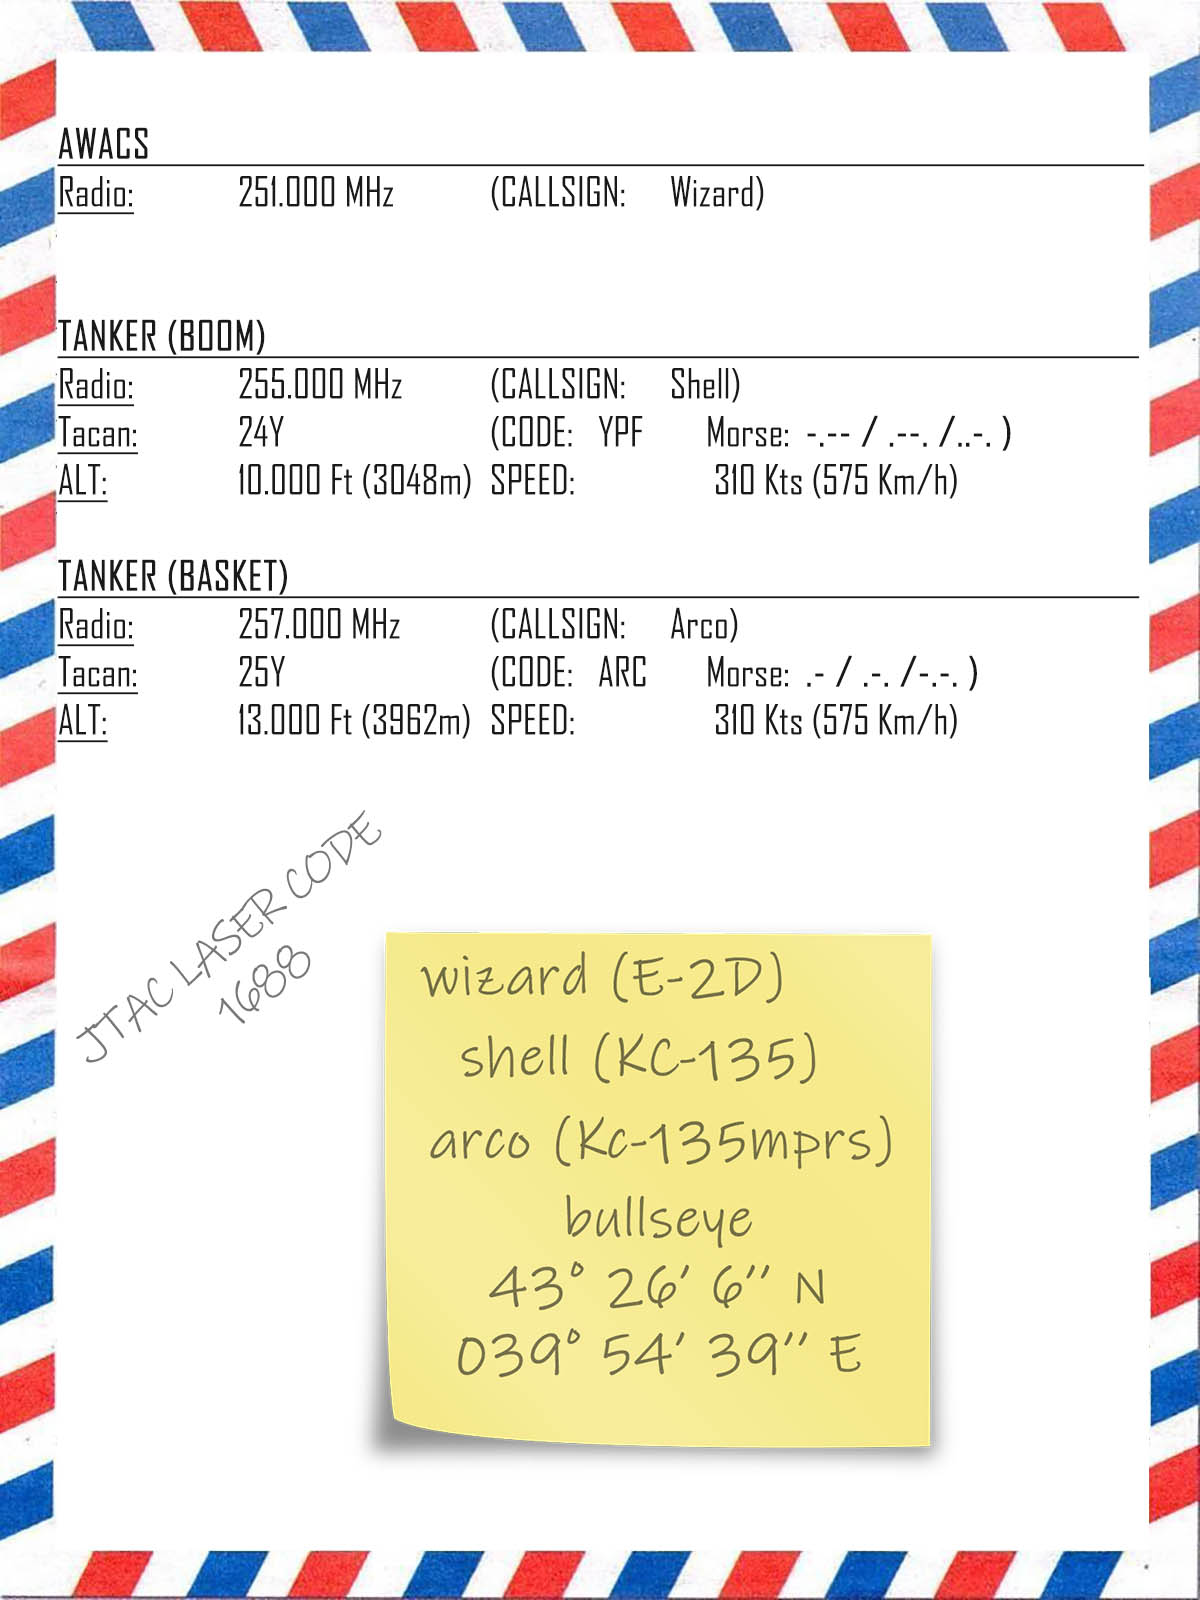 AWACS
Radio: 251.000 MHz (CALLSIGN: Wizard)
TANKER (BOOM)
Radio: 255.000 MHz (CALLSIGN: Shell)
Tacan: 24Y (CODE: YPF Morse: -.-- / .--. /..-. )
ALT: 10.000 Ft (3048m) SPEED: 310 Kts (575 Km/h)
TANKER (BASKET)
Radio: 257.000 MHz (CALLSIGN: Arco)
Tacan: 25Y (CODE: ARC Morse: .- / .-. /-.-. )
ALT: 13.000 Ft (3962m) SPEED: 310 Kts (575 Km/h)
JTAC LASER CODE
1688
wizard (E-2D)
shell (KC-135)
arco (Kc-135mprs)
bullseye
43° 26' 6'' N
039° 54' 39'' E